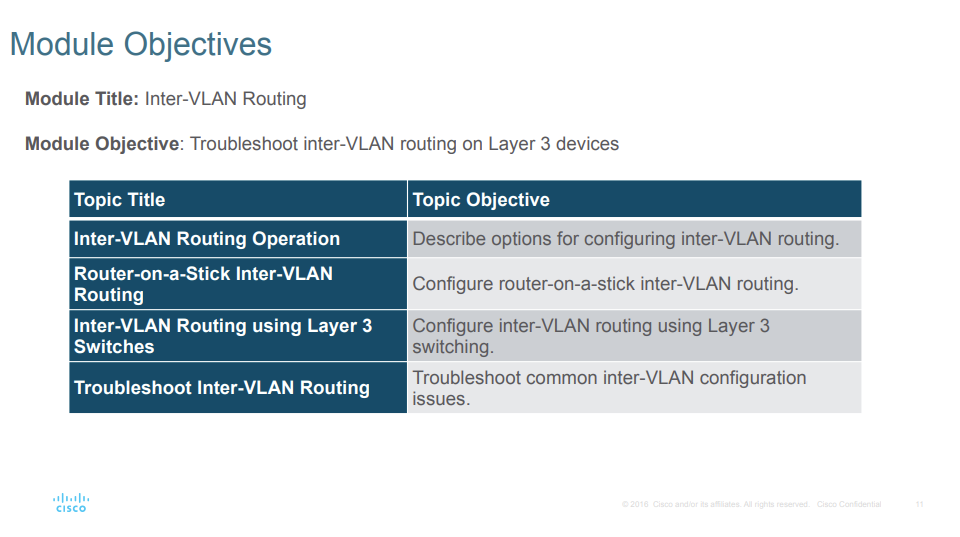 Module Objectives
Module Title: Inter-VLAN Routing
Module Objective: Troubleshoot inter-VLAN routing on Layer 3 devices
Topic Title
Topic Objective
Inter-VLAN Routing Operation
Describe options for configuring inter-VLAN routing.
Router-on-a-Stick Inter-VLAN
Routing
Configure router-on-a-stick inter-VLAN routing.
Inter-VLAN Routing using Layer 3
Switches
Configure inter-VLAN routing using Layer 3
switching.
Troubleshoot Inter-VLAN Routing
Troubleshoot common inter-VLAN configuration
issues.
CISCO
© 2016 Cisco and/or its affiliates. All rights reserved. Cisco Confidential
11